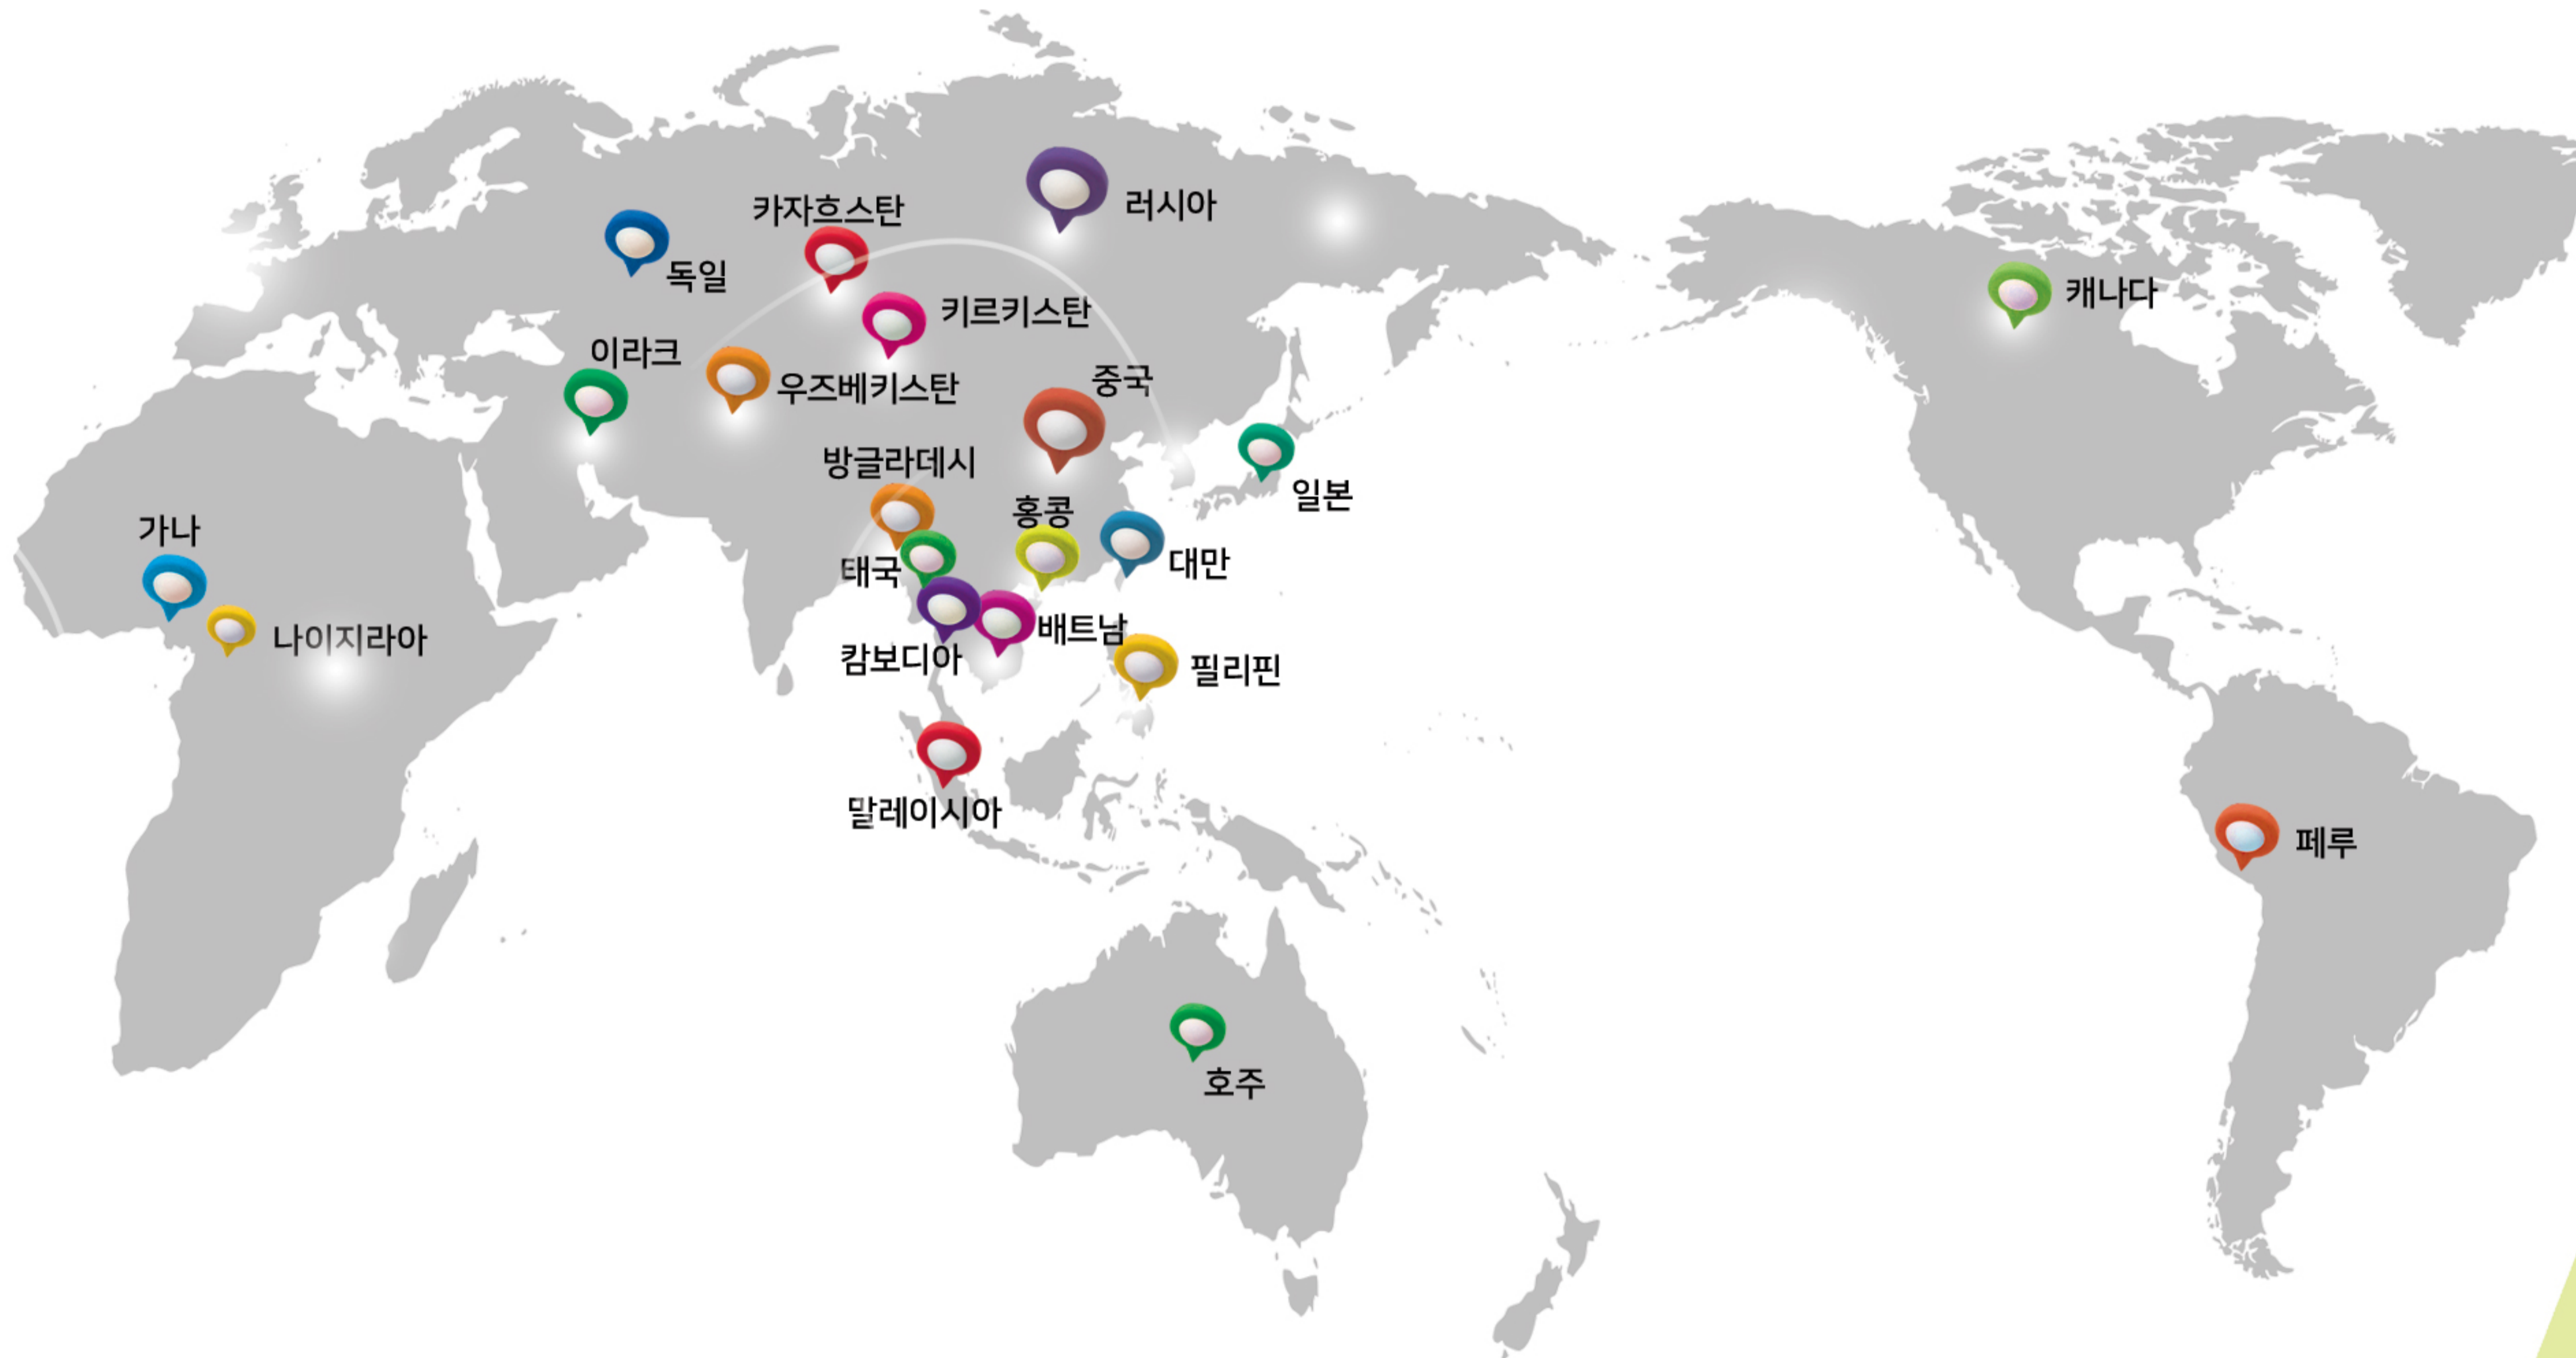 카자흐스탄
러시아
독일
캐나다
키르키스탄
이라크
우즈베키스탄
중국
방글라데시
일본
홍콩
가나
대만
태국
나이지라아
배트남
캄보디아
필리핀
말레이시아
페루
호주